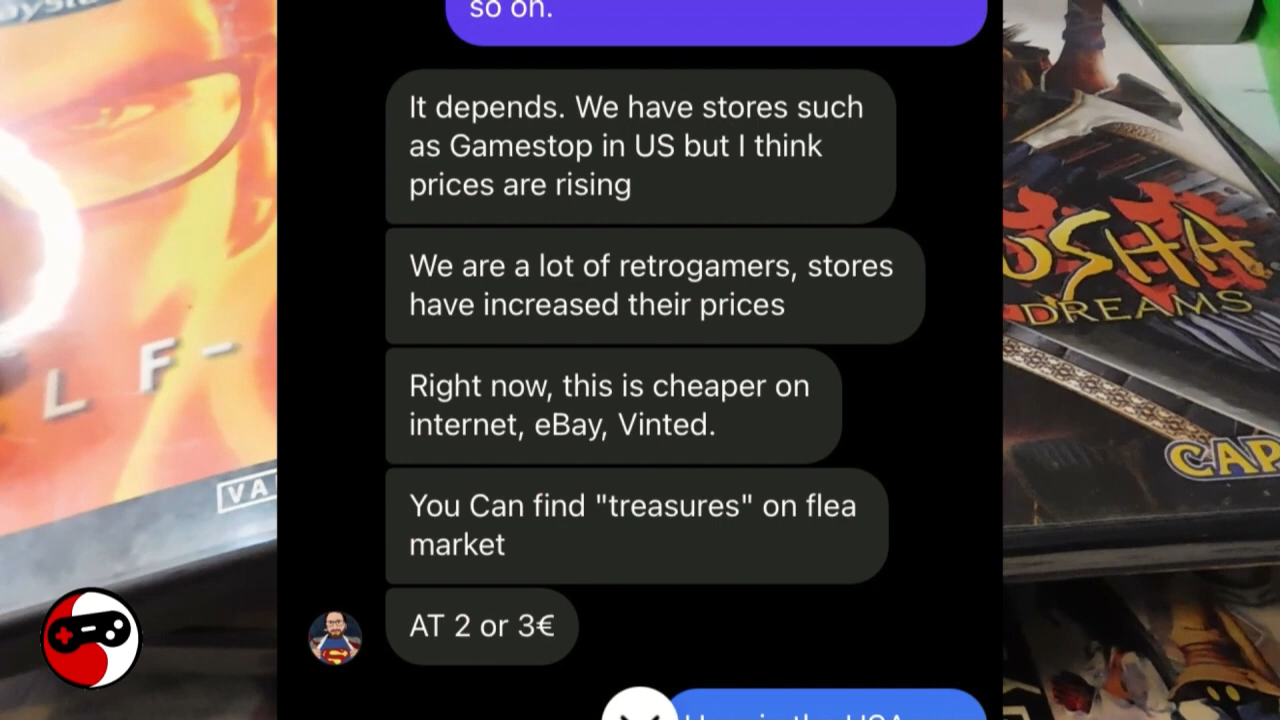 so on.
It depends. We have stores such
as Gamestop in US but I think
prices are rising
We are a lot of retrogamers, stores
have increased their prices
Right now, this is cheaper on
internet, eBay, Vinted.
You Can find "treasures" on flea
market
AT 2 or 3€
L F-
VA
USHA
DREAMS
CAP